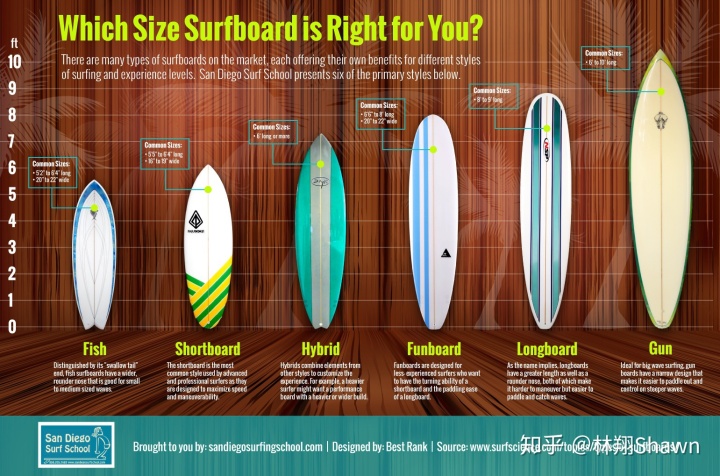 Which Size Surfboard is Right for You?
There are many types of surfboards on the market, each offering their own benefits for different styles
of surfing and experience levels. San Diego Surf School presents six of the primary styles below.
ft
10
9
8
7
6
5
4
3
2
1
0
Common Sizes:
• 5'2" to 6'4" long
• 20" to 22" wide
Common Sizes:
• 5'5" to 6'4" long
• 16" to 19" wide
Common Sizes:
• 6' long or more
Common Sizes:
• 6'6" to 8' long
• 20" to 22" wide
Common Sizes:
• 8' to 9' long
Common Sizes:
• 6' to 10' long
Fish
Distinguished by its "swallow tail"
end, fish surfboards have a wider,
rounder nose that is good for small
to medium sized waves.
Shortboard
The shortboard is the most
common style used by advanced
and professional surfers as they
are designed to maximize speed
and maneuverability.
Hybrid
Hybrids combine elements from
other styles to customize the
experience. For example, a heavier
surfer might want a performance
board with a heavier or wider build.
Funboard
Funboards are designed for
less-experienced surfers who want
to have the turning ability of a
shortboard and the paddling ease
of a longboard.
Longboard
As the name implies, longboards
have a greater length as well as a
rounder nose, both of which make
it harder to maneuver but easier to
paddle and catch waves.
Gun
Ideal for big wave surfing, gun
boards have a narrow design that
makes it easier to paddle out and
control on steeper waves.
San Diego
Surf School
Brought to you by: sandiegosurfingschool.com | Designed by: Best Rank | Source: www.surfscience.com/topics/
知乎 @林翔Shawn